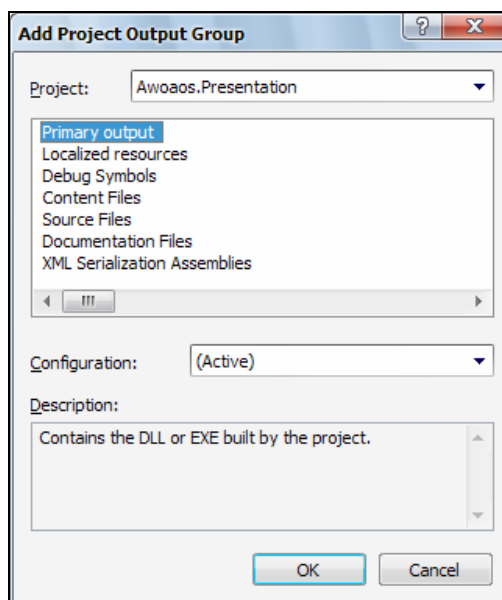 Add Project Output Group
Project:
Awoaos.Presentation
Primary output
Localized resources
Debug Symbols
Content Files
Source Files
Documentation Files
XML Serialization Assemblies
Configuration:
(Active)
Description:
Contains the DLL or EXE built by the project.
OK
Cancel